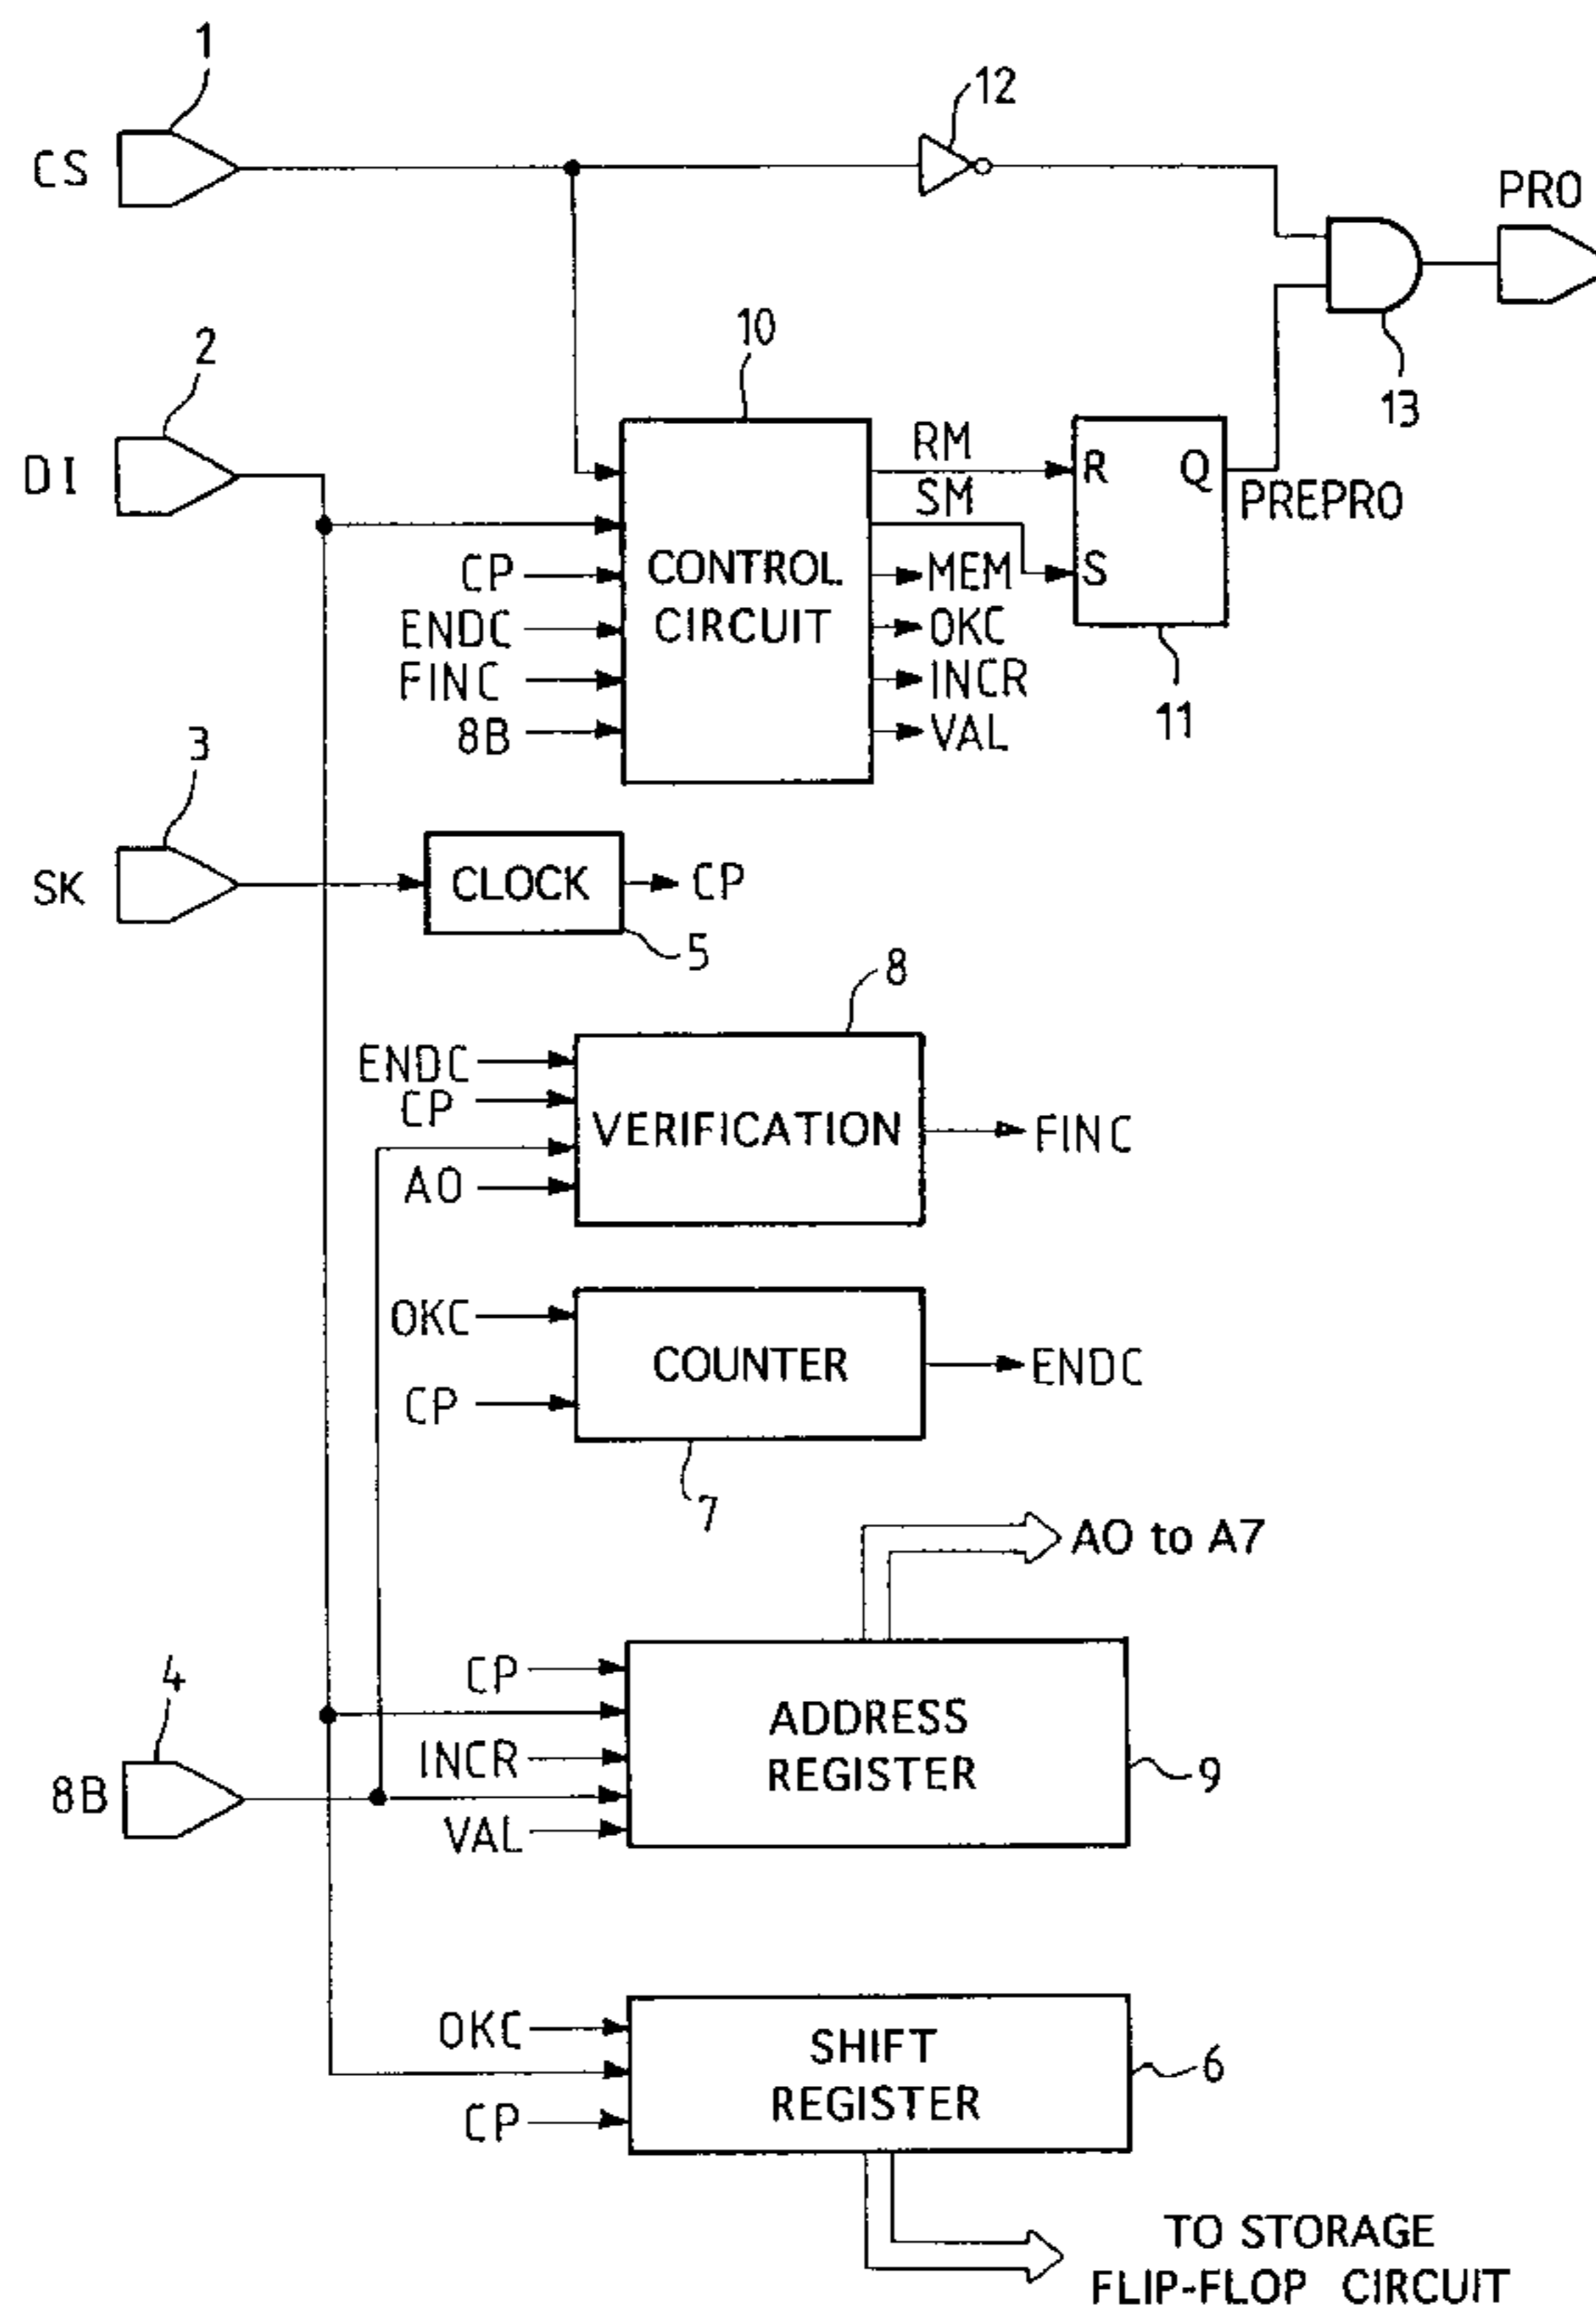 1
CS
12
PRO
13
2
DI
10
CONTROL
CIRCUIT
CP
ENDC
FINC
8B
RM
SM
MEM
OKC
INCR
VAL
R
Q
S
PREPRO
11
3
SK
CLOCK
CP
5
8
ENDC
CP
AO
VERIFICATION
FINC
OKC
CP
COUNTER
ENDC
7
AO to A7
4
8B
CP
INCR
VAL
ADDRESS
REGISTER
9
OKC
CP
SHIFT
REGISTER
6
TO STORAGE
FLIP-FLOP CIRCUIT